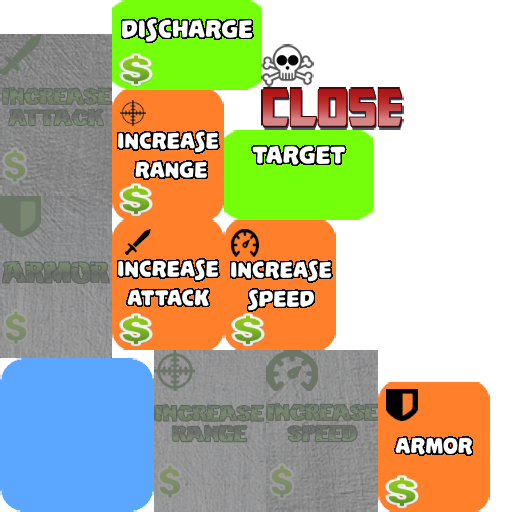 DISCHARGE
$
INCREASE
ATTACK
$
INCREASE
RANGE
$
CLOSE
TARGET
ARMOR
$
INCREASE
ATTACK
$
INCREASE
SPEED
$
INCREASE
RANGE
$
INCREASE
SPEED
$
ARMOR
$